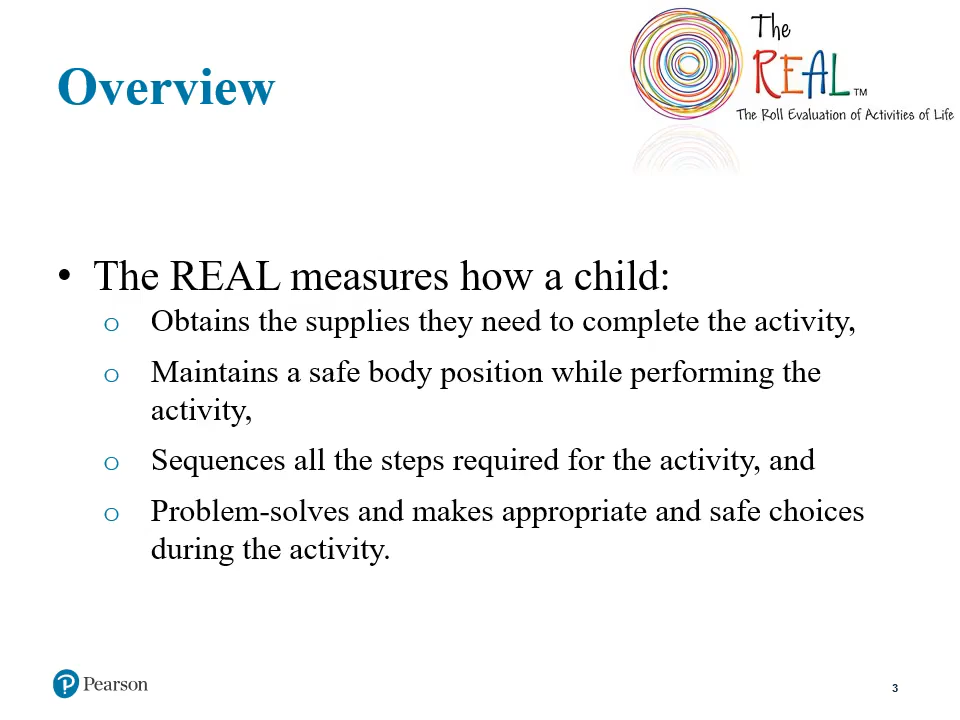 The
REAL™
The Roll Evaluation of Activities of Life
Overview
• The REAL measures how a child:
o Obtains the supplies they need to complete the activity,
o Maintains a safe body position while performing the
activity,
o Sequences all the steps required for the activity, and
o Problem-solves and makes appropriate and safe choices
during the activity.
P Pearson
3